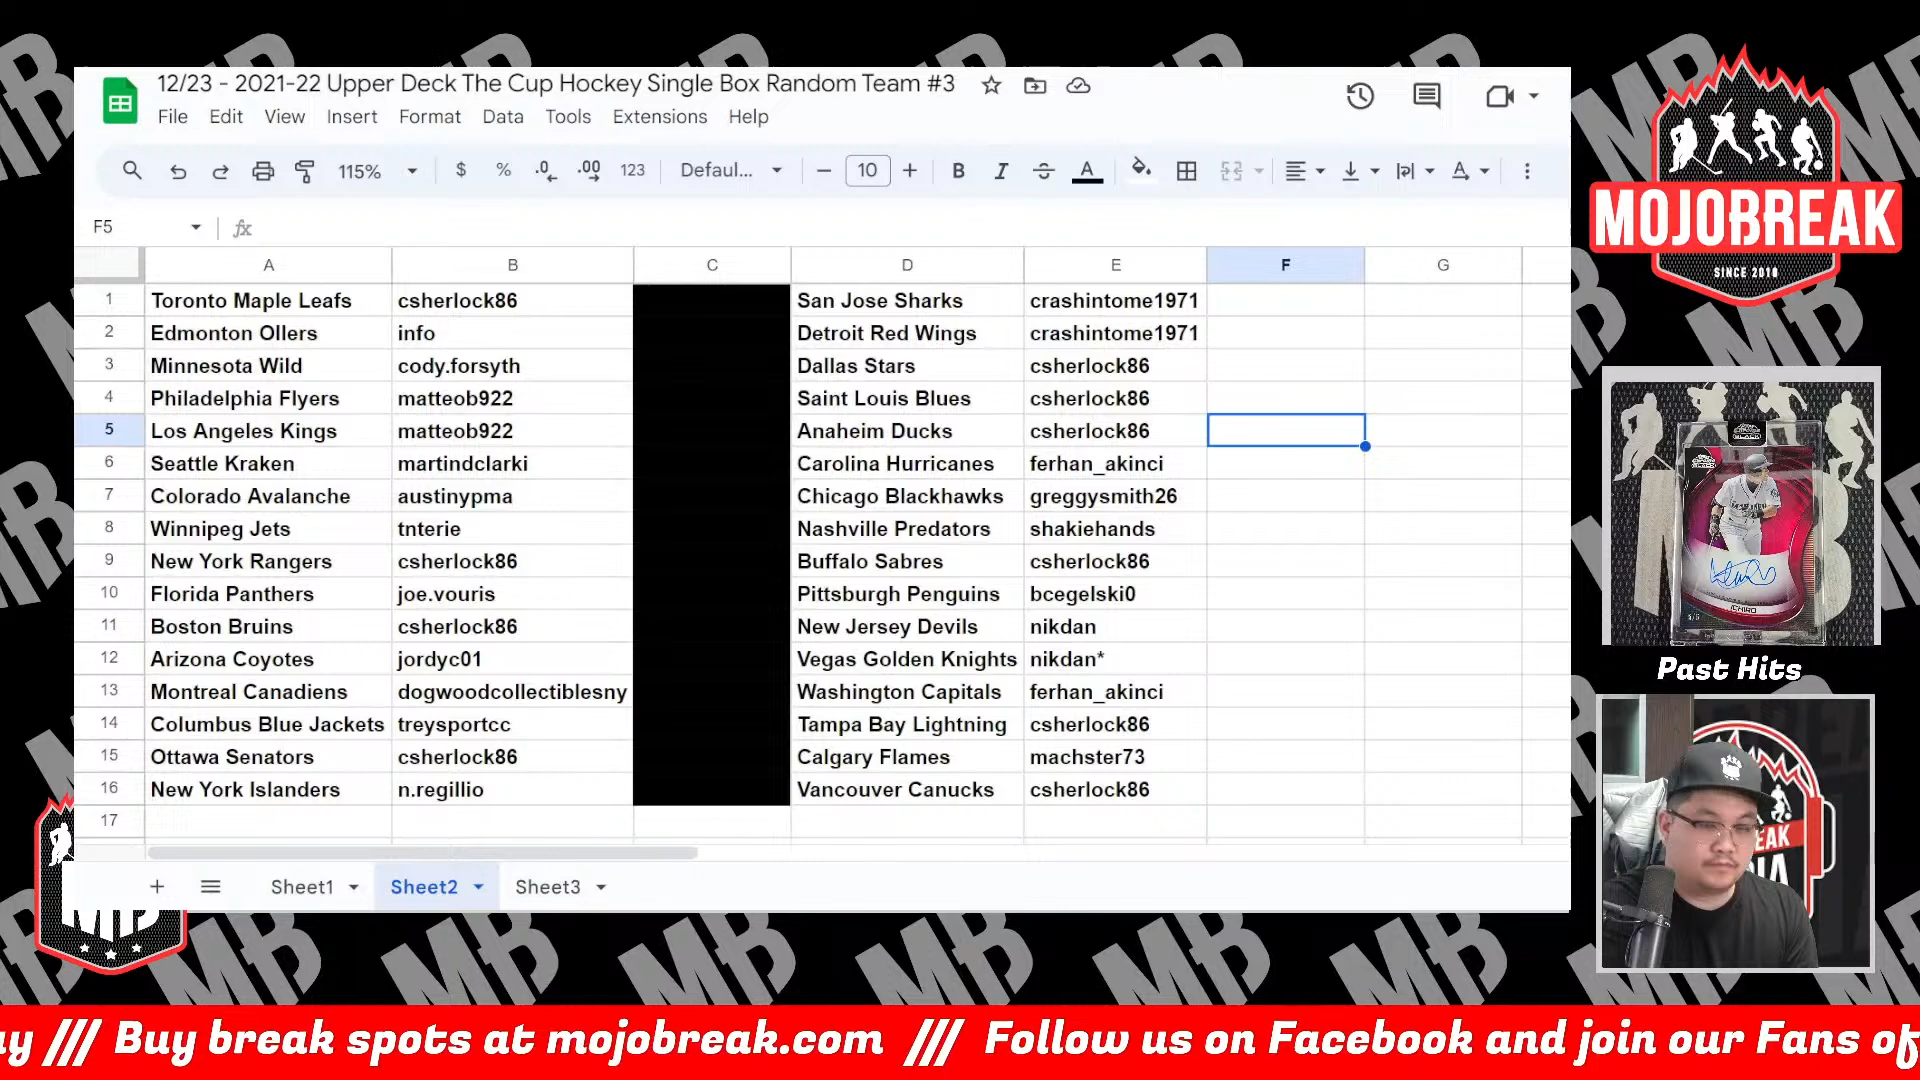 12/23 - 2021-22 Upper Deck The Cup Hockey Single Box Random Team #3
File Edit View Insert Format Data Tools Extensions Help
115% $ % .0 .00 123 Defaul... 10 B I A
F5 fx
A B C D E F G
1 Toronto Maple Leafs csherlock86 San Jose Sharks crashintome1971
2 Edmonton Ollers info Detroit Red Wings crashintome1971
3 Minnesota Wild cody.forsyth Dallas Stars csherlock86
4 Philadelphia Flyers matteob922 Saint Louis Blues csherlock86
5 Los Angeles Kings matteob922 Anaheim Ducks csherlock86
6 Seattle Kraken martindclarki Carolina Hurricanes ferhan_akinci
7 Colorado Avalanche austinypma Chicago Blackhawks greggysmith26
8 Winnipeg Jets tnterie Nashville Predators shakiehands
9 New York Rangers csherlock86 Buffalo Sabres csherlock86
10 Florida Panthers joe.vouris Pittsburgh Penguins bcegelski0
11 Boston Bruins csherlock86 New Jersey Devils nikdan
12 Arizona Coyotes jordyc01 Vegas Golden Knights nikdan*
13 Montreal Canadiens dogwoodcollectiblesny Washington Capitals ferhan_akinci
14 Columbus Blue Jackets treysportcc Tampa Bay Lightning csherlock86
15 Ottawa Senators csherlock86 Calgary Flames machster73
16 New York Islanders n.regillio Vancouver Canucks csherlock86
17
Sheet1 Sheet2 Sheet3
MOJOBREAK
SINCE 2010
ICHIRO
Past Hits
MB
ay /// Buy break spots at mojobreak.com /// Follow us on Facebook and join our Fans of